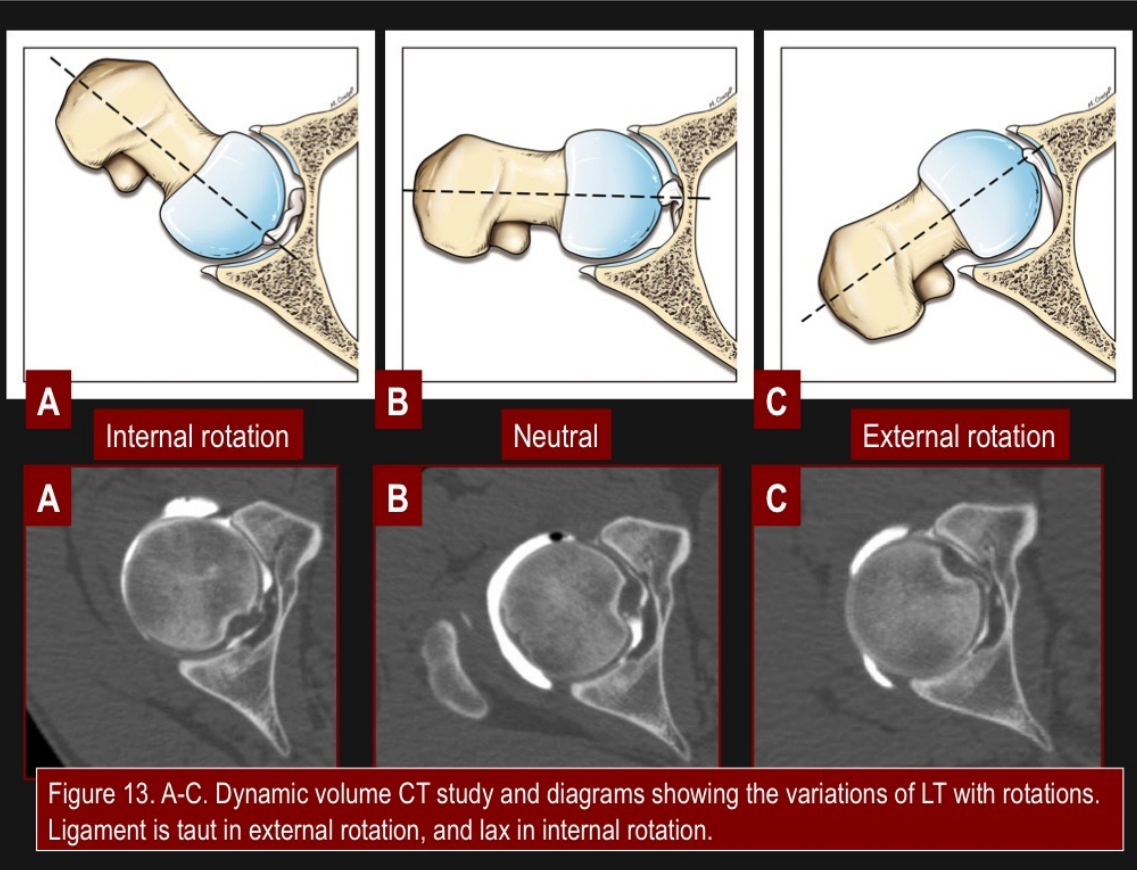 A
B
C
Internal rotation
Neutral
External rotation
A
B
C
Figure 13. A-C. Dynamic volume CT study and diagrams showing the variations of LT with rotations.
Ligament is taut in external rotation, and lax in internal rotation.